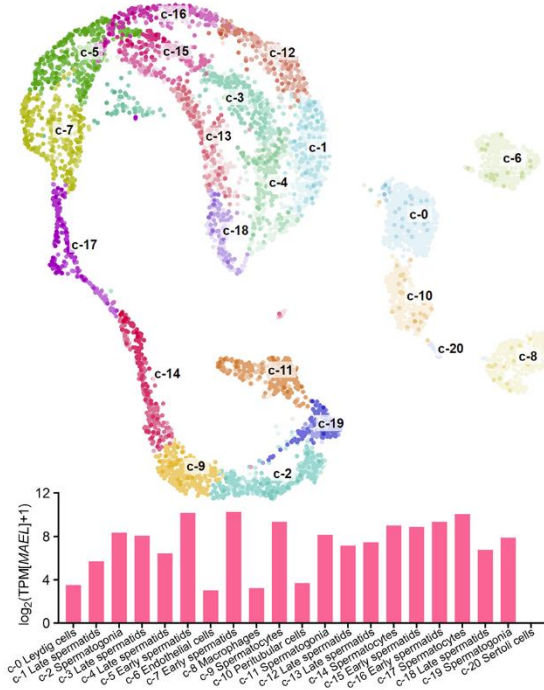 c-16
c-5
c-15
c-12
c-3
c-7
c-13
c-1
c-6
c-4
c-0
c-18
c-17
c-10
c-20
c-8
c-14
c-11
c-19
c-9
c-2
12
8
4
0
log2(TPM[MAEL]+1)
c-0 Leydig cells
c-1 Late spermatids
c-2 Spermatogonia
c-3 Late spermatids
c-4 Late spermatids
c-5 Early spermatids
c-6 Endothelial cells
c-7 Early spermatids
c-8 Macrophages
c-9 Spermatocytes
c-10 Peritubular cells
c-11 Spermatogonia
c-12 Late spermatids
c-13 Late spermatids
c-14 Spermatocytes
c-15 Early spermatids
c-16 Early spermatids
c-17 Spermatocytes
c-18 Late spermatids
c-19 Spermatogonia
c-20 Sertoli cells